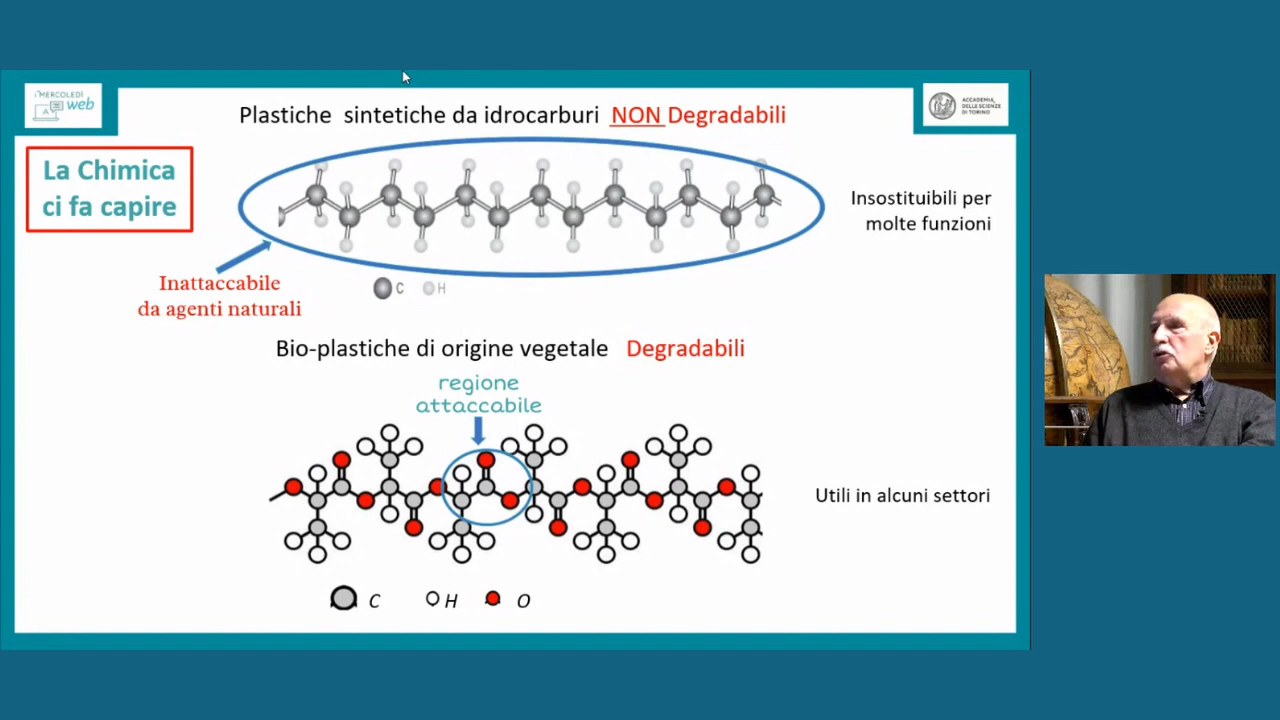 i MERCOLEDÌ
web
A
ACCADEMIA
DELLE SCIENZE
DI TORINO
Plastiche sintetiche da idrocarburi NON Degradabili
La Chimica
ci fa capire
Insostituibili per
molte funzioni
Inattaccabile
da agenti naturali
C H
Bio-plastiche di origine vegetale Degradabili
regione
attaccabile
Utili in alcuni settori
C H O